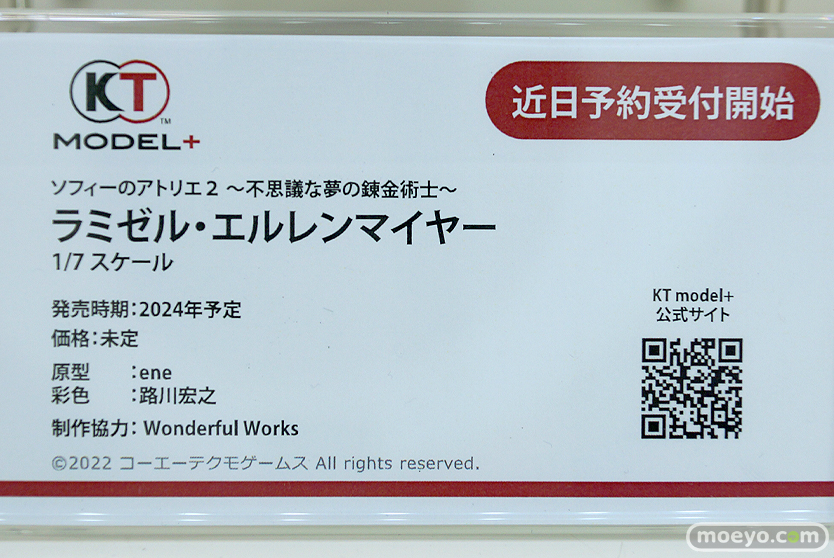 KT
TM
MODEL+
近日予約受付開始
ソフィーのアトリエ2 ～不思議な夢の錬金術士～
ラミゼル・エルレンマイヤー
1/7 スケール
発売時期：2024年予定
価格：未定
原型　：ene
彩色　：路川宏之
制作協力： Wonderful Works
©2022 コーエーテクモゲームス All rights reserved.
KT model+
公式サイト
moeyo.com